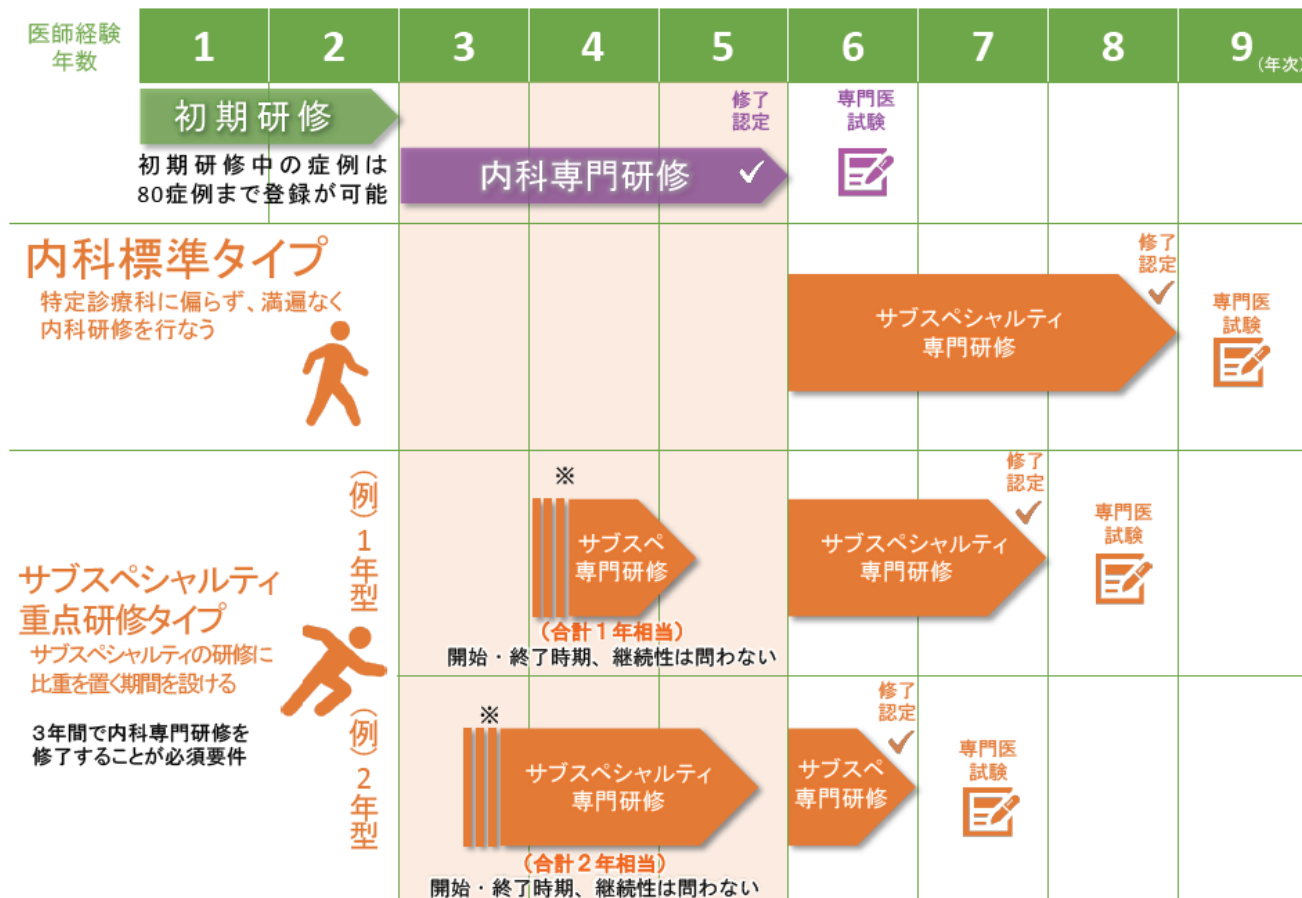 医師経験
年数
1
2
3
4
5
6
7
8
9(年次)
初期研修
初期研修中の症例は
80症例まで登録が可能
修了
認定
内科専門研修
専門医
試験
内科標準タイプ
特定診療科に偏らず、満遍なく
内科研修を行なう
修了
認定
サブスペシャルティ
専門研修
専門医
試験
サブスペシャルティ
重点研修タイプ
サブスペシャルティの研修に
比重を置く期間を設ける
3年間で内科専門研修を
修了することが必須要件
(例)1年型
※
サブスペ
専門研修
(合計1年相当)
開始・終了時期、継続性は問わない
修了
認定
サブスペシャルティ
専門研修
専門医
試験
(例)2年型
※
サブスペシャルティ
専門研修
(合計2年相当)
開始・終了時期、継続性は問わない
修了
認定
サブスペ
専門研修
専門医
試験